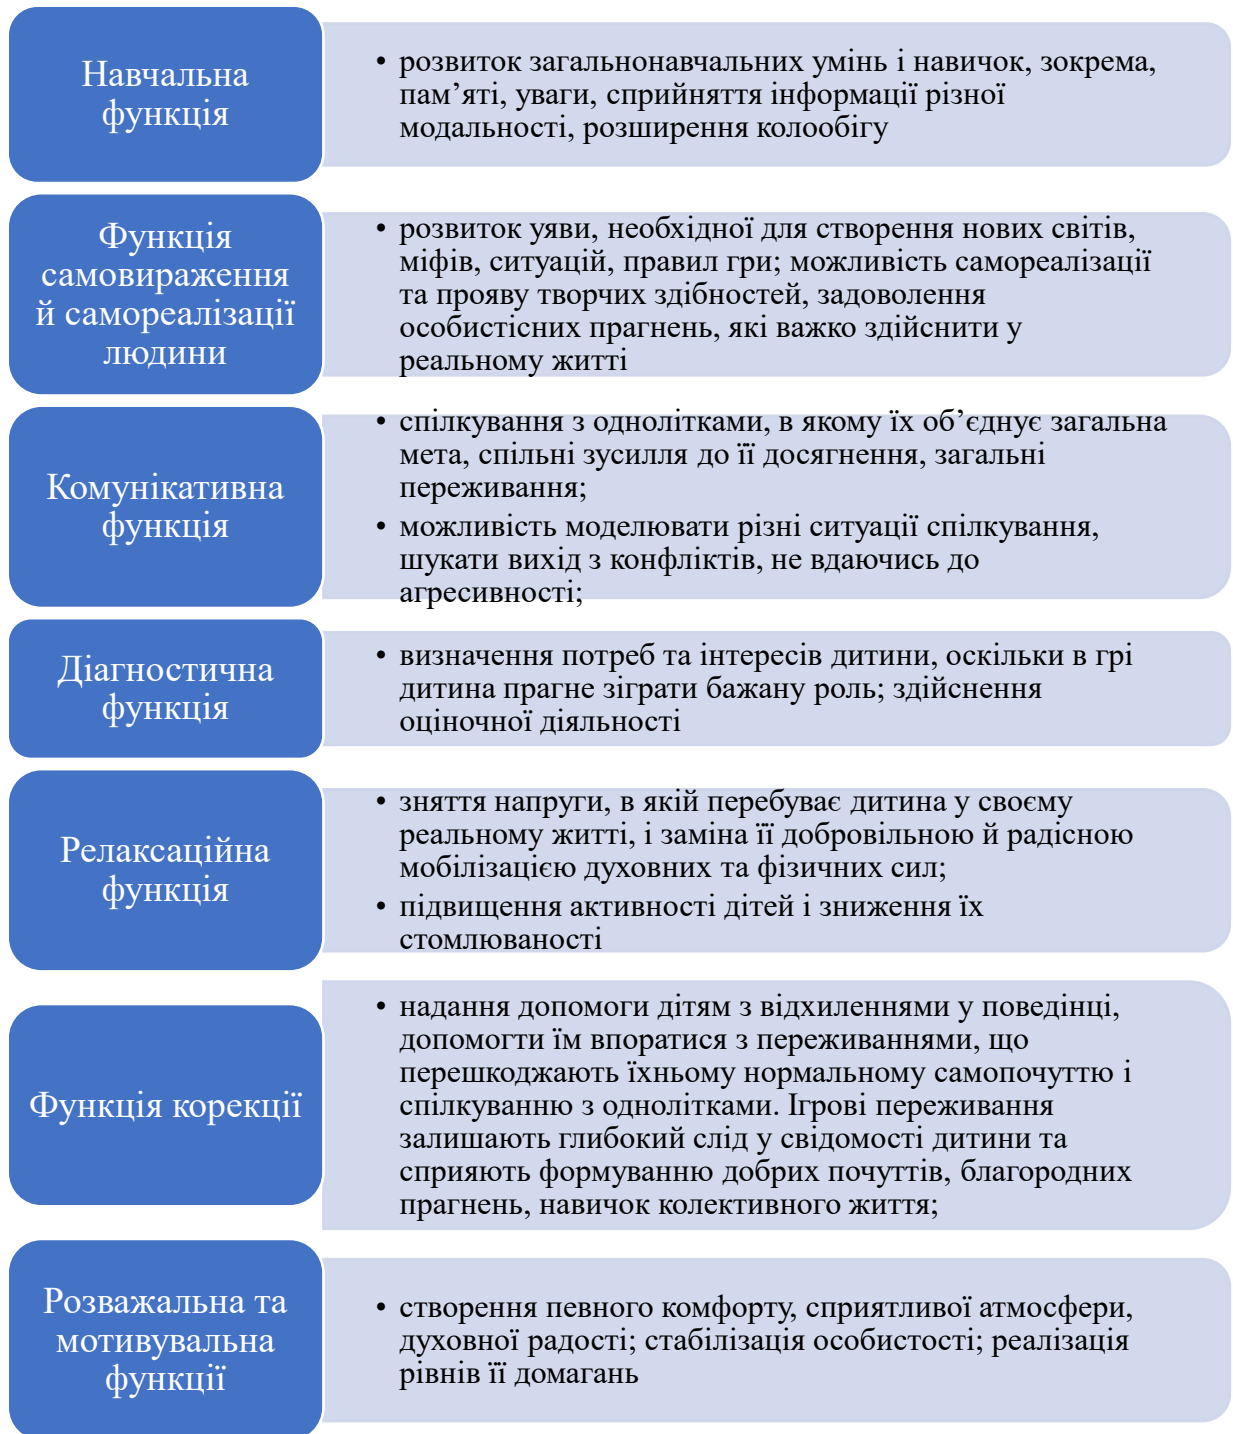 Навчальна
функція
• розвиток загальнонавчальних умінь і навичок, зокрема,
пам’яті, уваги, сприйняття інформації різної
модальності, розширення колообігу
Функція
самовираження
й самореалізації
людини
• розвиток уяви, необхідної для створення нових світів,
міфів, ситуацій, правил гри; можливість самореалізації
та прояву творчих здібностей, задоволення
особистісних прагнень, які важко здійснити у
реальному житті
Комунікативна
функція
• спілкування з однолітками, в якому їх об’єднує загальна
мета, спільні зусилля до її досягнення, загальні
переживання;
• можливість моделювати різні ситуації спілкування,
шукати вихід з конфліктів, не вдаючись до
агресивності;
Діагностична
функція
• визначення потреб та інтересів дитини, оскільки в грі
дитина прагне зіграти бажану роль; здійснення
оціночної діяльності
Релаксаційна
функція
• зняття напруги, в якій перебуває дитина у своєму
реальному житті, і заміна її добровільною й радісною
мобілізацією духовних та фізичних сил;
• підвищення активності дітей і зниження їх
стомлюваності
Функція корекції
• надання допомоги дітям з відхиленнями у поведінці,
допомогти їм впоратися з переживаннями, що
перешкоджають їхньому нормальному самопочуттю і
спілкуванню з однолітками. Ігрові переживання
залишають глибокий слід у свідомості дитини та
сприяють формуванню добрих почуттів, благородних
прагнень, навичок колективного життя;
Розважальна та
мотивувальна
функції
• створення певного комфорту, сприятливої атмосфери,
духовної радості; стабілізація особистості; реалізація
рівнів її домагань